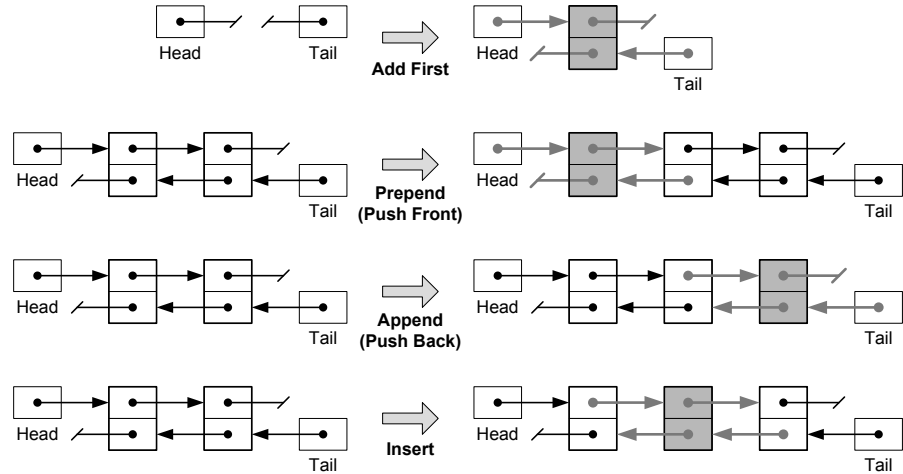 Head
Tail
Add First
Head
Tail
Head
Tail
Prepend
(Push Front)
Head
Tail
Head
Tail
Append
(Push Back)
Head
Tail
Head
Tail
Insert
Head
Tail